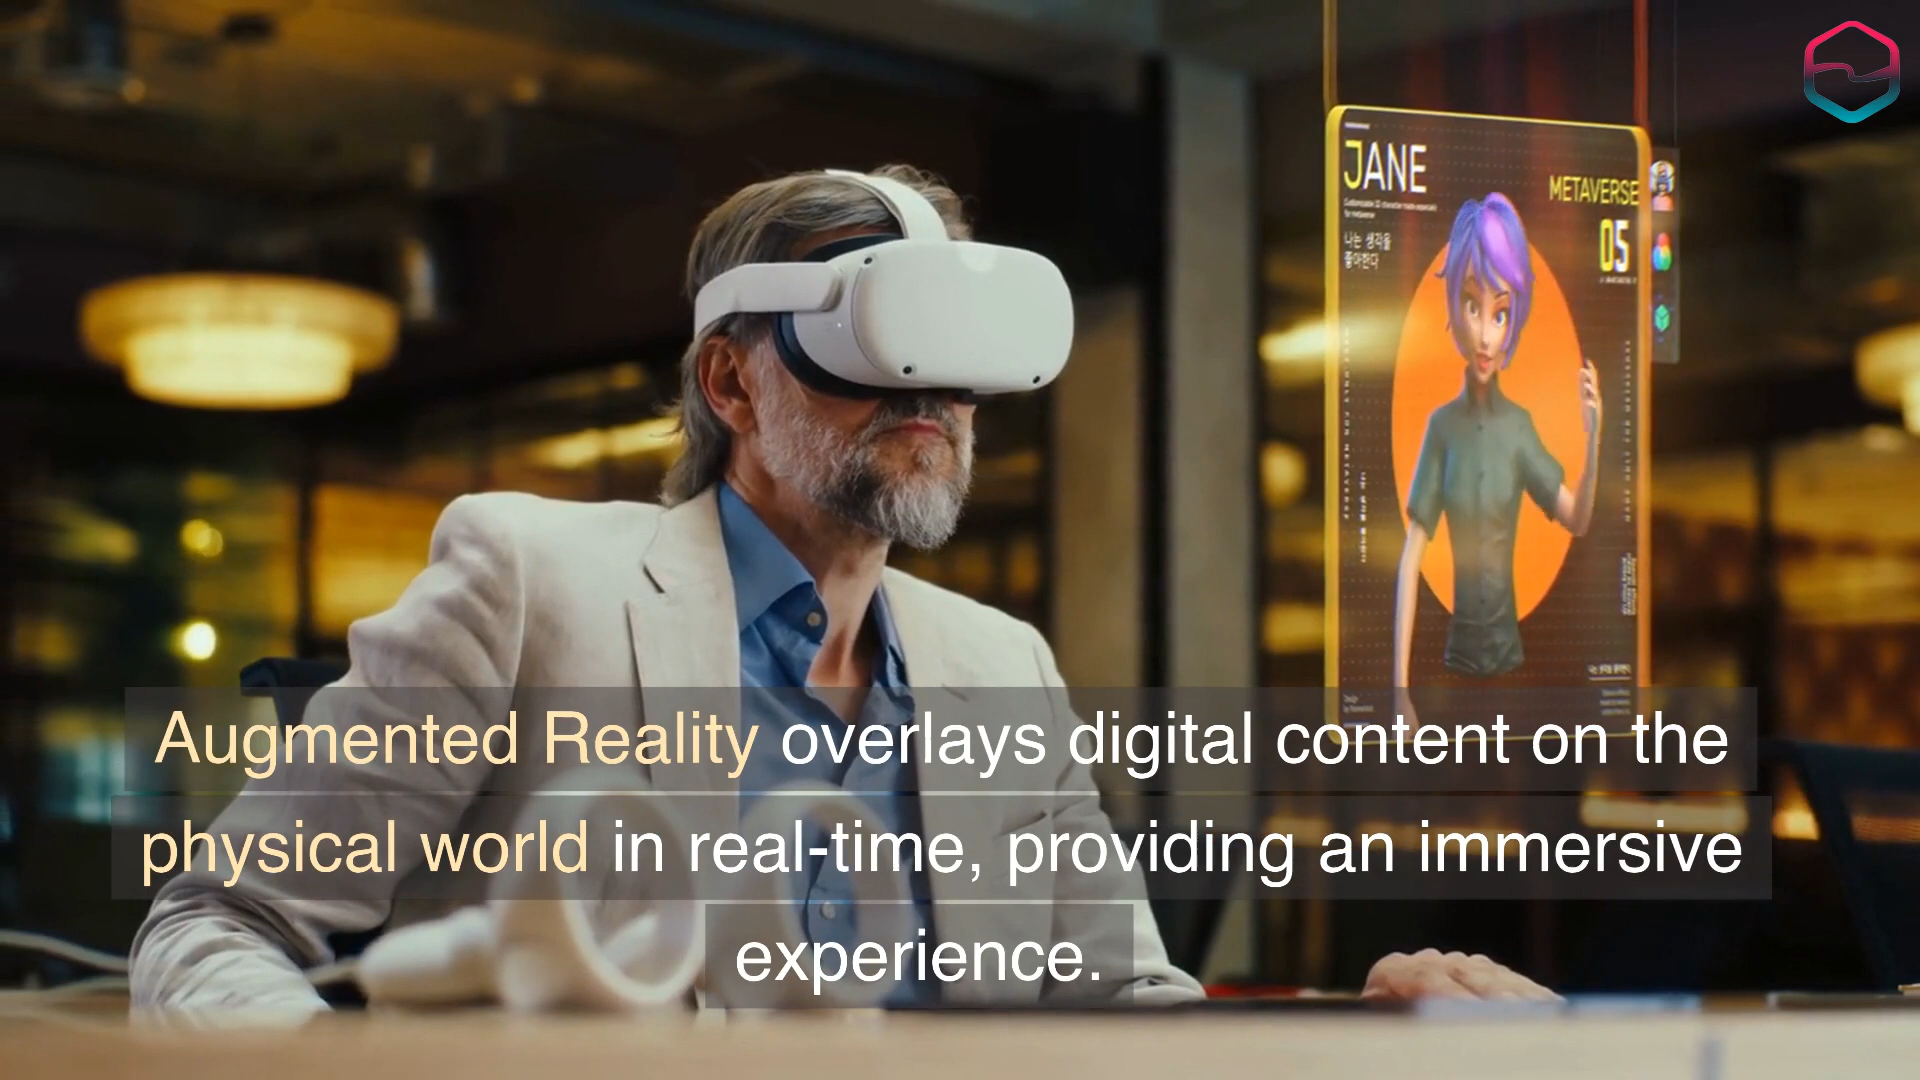 JANE
METAVERSE
05
나는 생각을
좋아한다
Augmented Reality overlays digital content on the
physical world in real-time, providing an immersive
experience.